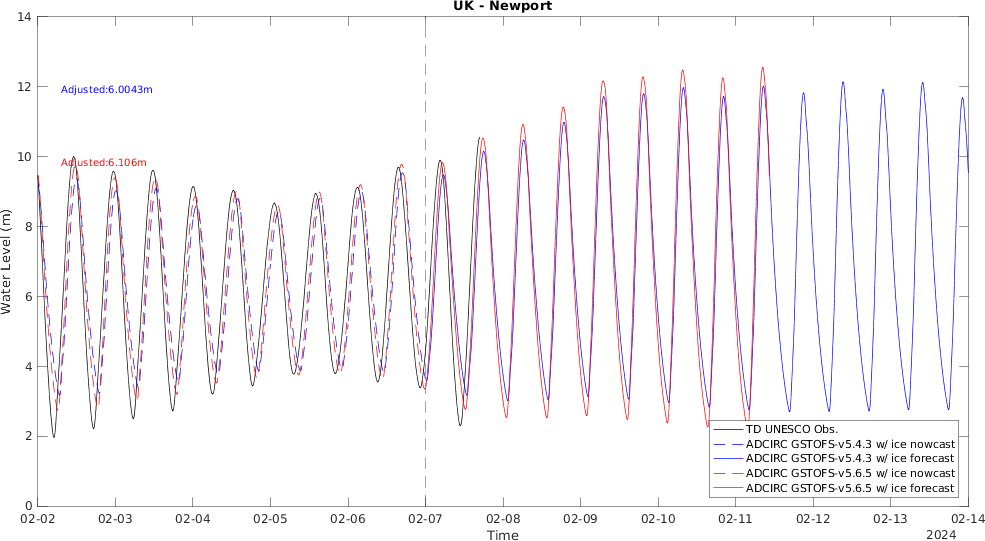 UK - Newport
14
12
10
8
6
4
2
0
Water Level (m)
Adjusted:6.0043m
Adjusted:6.106m
TD UNESCO Obs.
ADCIRC GSTOFS-v5.4.3 w/ ice nowcast
ADCIRC GSTOFS-v5.4.3 w/ ice forecast
ADCIRC GSTOFS-v5.6.5 w/ ice nowcast
ADCIRC GSTOFS-v5.6.5 w/ ice forecast
02-02 02-03 02-04 02-05 02-06 02-07 02-08 02-09 02-10 02-11 02-12 02-13 02-14
Time
2024